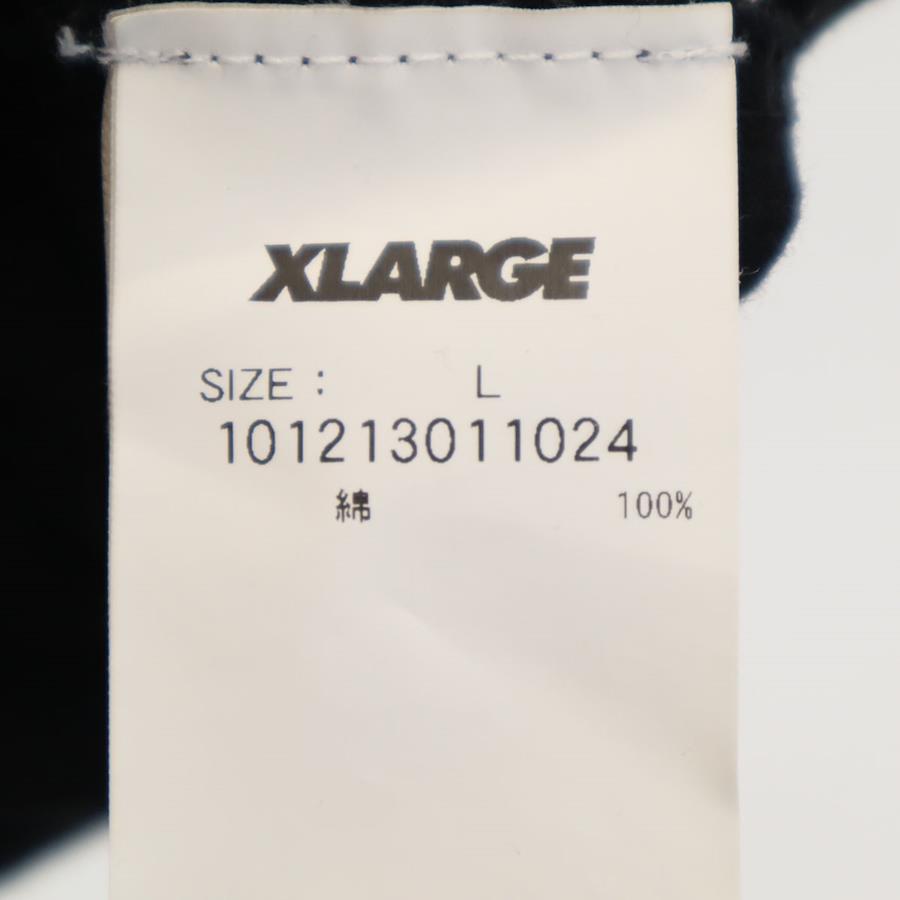 XLARGE
SIZE : L
101213011024
綿 100%